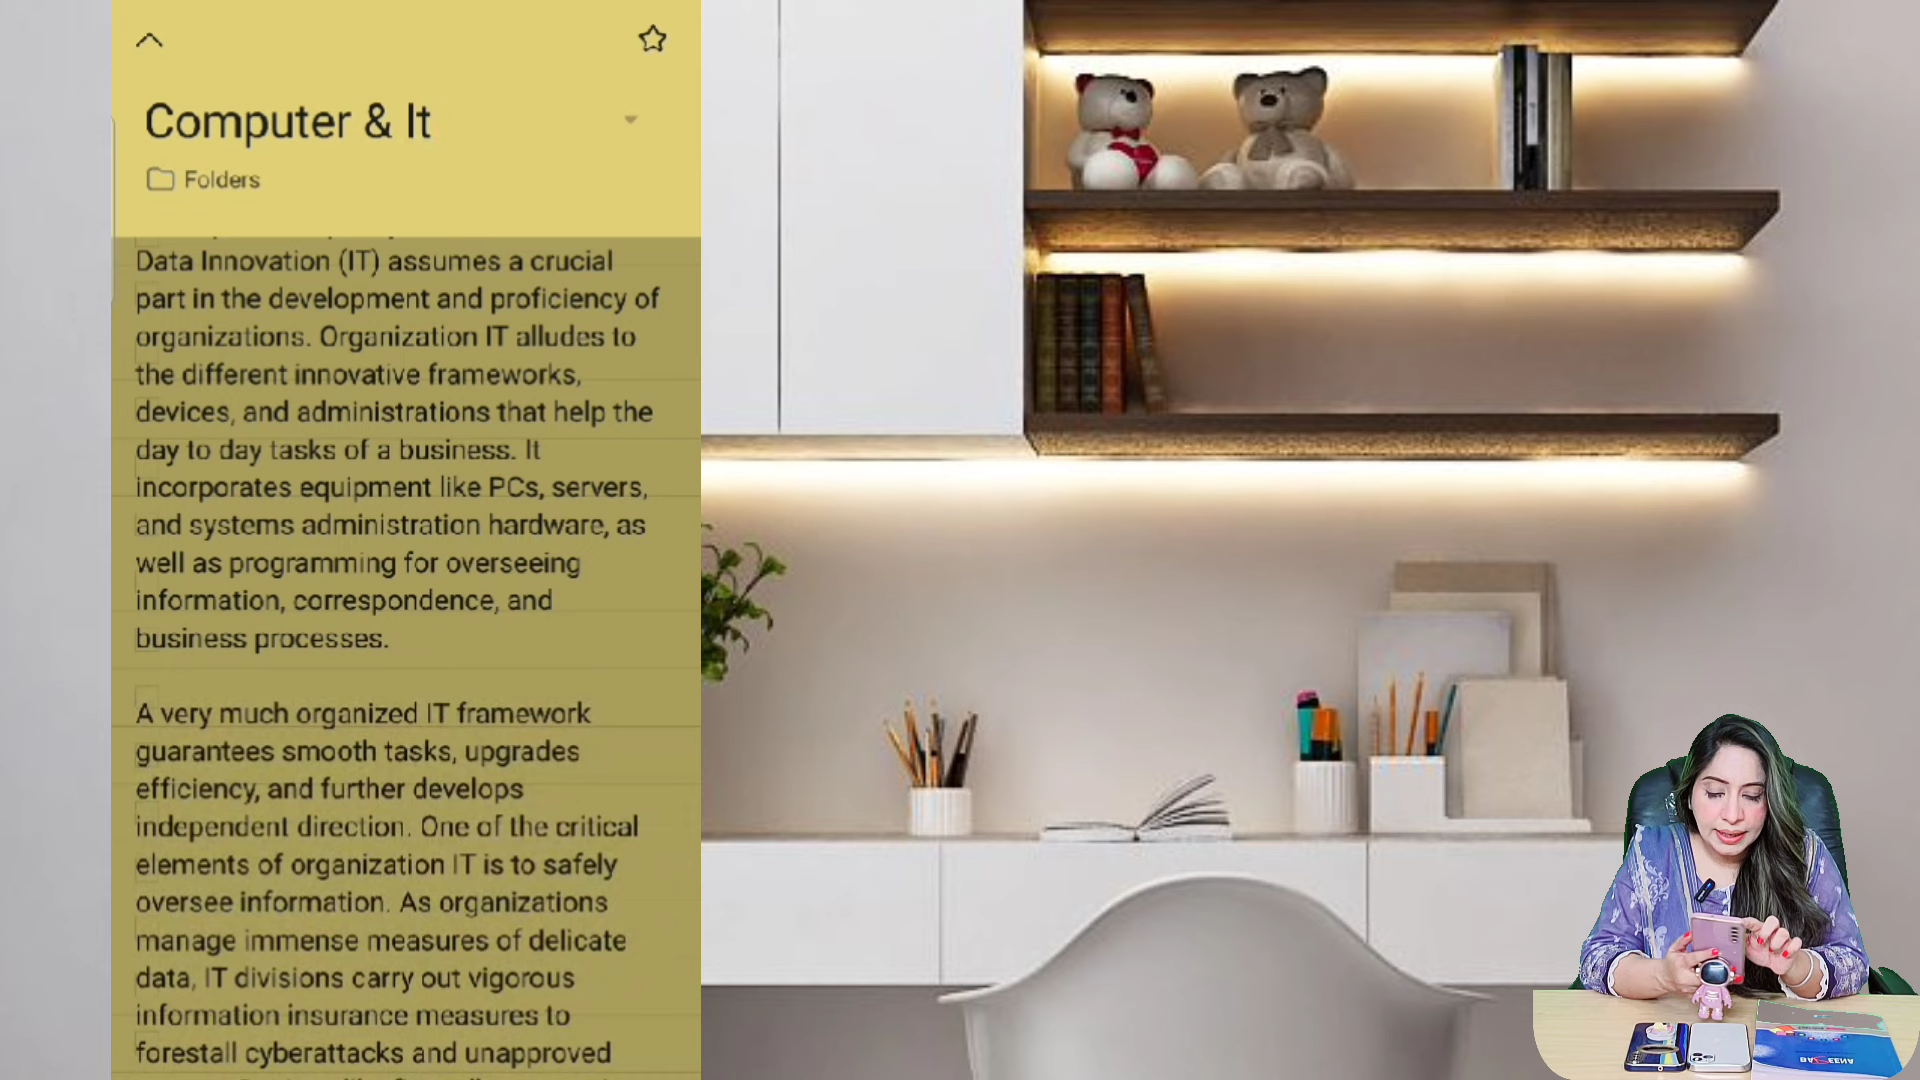 Computer & It
Folders
Data Innovation (IT) assumes a crucial
part in the development and proficiency of
organizations. Organization IT alludes to
the different innovative frameworks,
devices, and administrations that help the
day to day tasks of a business. It
incorporates equipment like PCs, servers,
and systems administration hardware, as
well as programming for overseeing
information, correspondence, and
business processes.
A very much organized IT framework
guarantees smooth tasks, upgrades
efficiency, and further develops
independent direction. One of the critical
elements of organization IT is to safely
oversee information. As organizations
manage immense measures of delicate
data, IT divisions carry out vigorous
information insurance measures to
forestall cyberattacks and unapproved